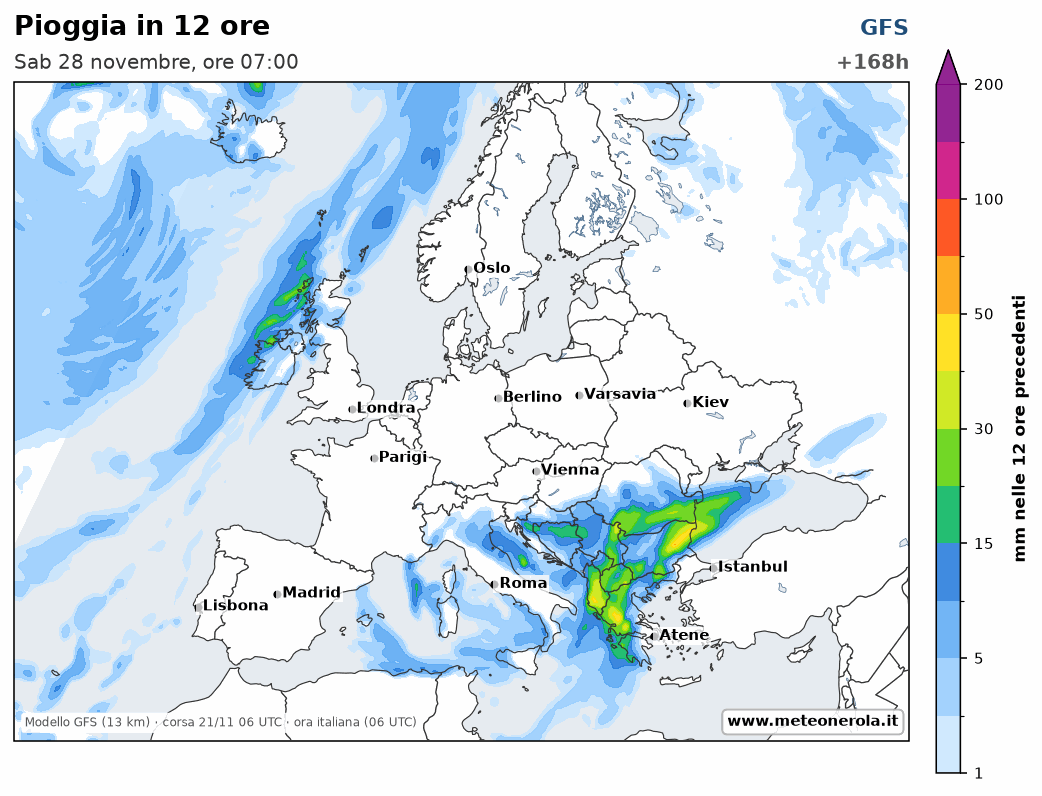 Pioggia in 12 ore
GFS
Sab 28 novembre, ore 07:00
+168h
200
100
50
30
15
5
1
mm nelle 12 ore precedenti
Oslo
Berlino
Varsavia
Kiev
Londra
Parigi
Vienna
Istanbul
Roma
Madrid
Lisbona
Atene
Modello GFS (13 km) · corsa 21/11 06 UTC · ora italiana (06 UTC)
www.meteonerola.it